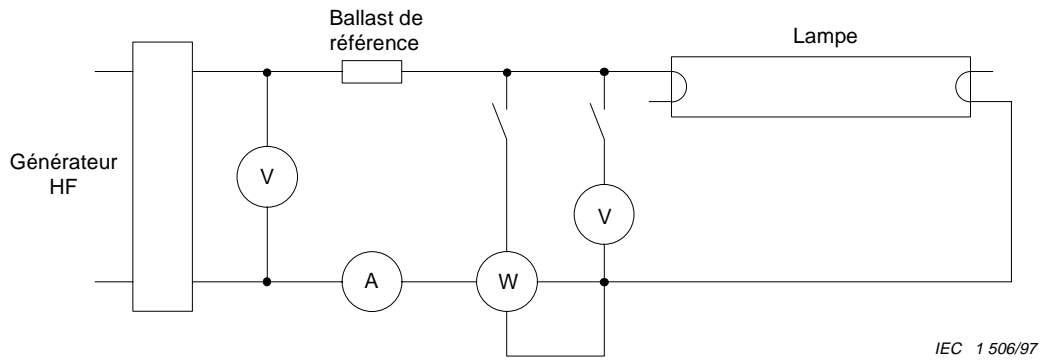 Ballast de
référence
Lampe
Générateur
HF
V
V
A
W
IEC 1 506/97